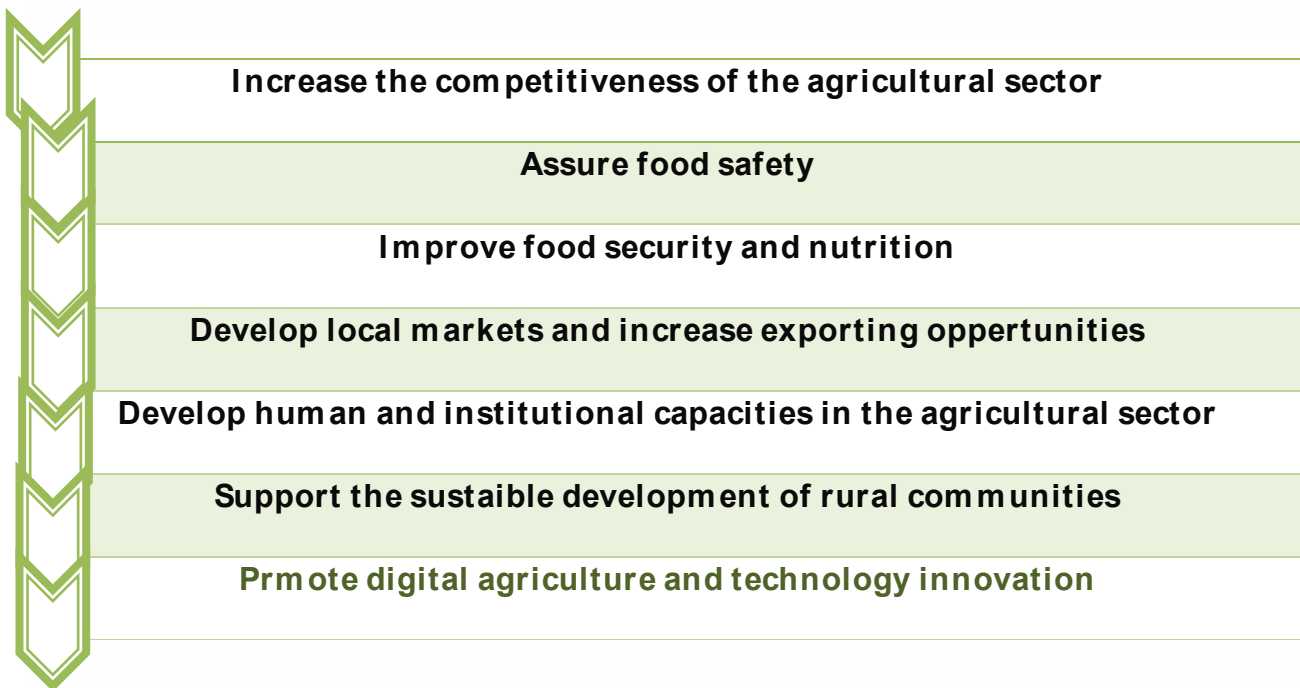 Increase the competitiveness of the agricultural sector
Assure food safety
Improve food security and nutrition
Develop local markets and increase exporting oppertunities
Develop human and institutional capacities in the agricultural sector
Support the sustaible development of rural communities
Prmote digital agriculture and technology innovation